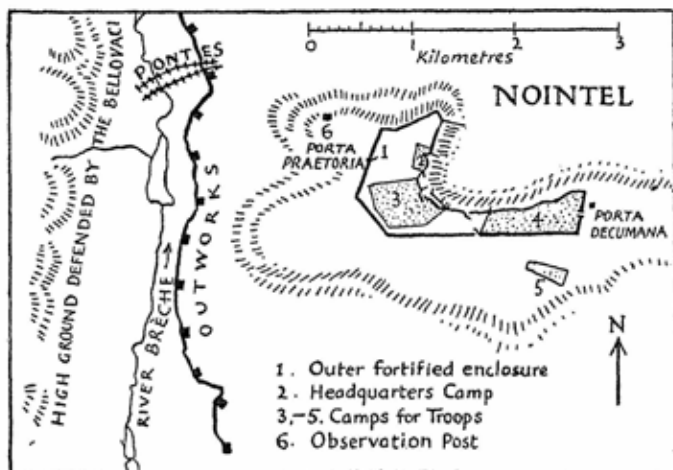 0 1 2 3
Kilometres
NOINTEL
PONTES
HIGH GROUND DEFENDED BY
THE BELLOVACI
RIVER BRÈCHE
OUTWORKS
6
PORTA
PRAETORIA
1
2
3
4
PORTA
DECUMANA
5
N
1. Outer fortified enclosure
2. Headquarters Camp
3,-5. Camps for Troops
6. Observation Post